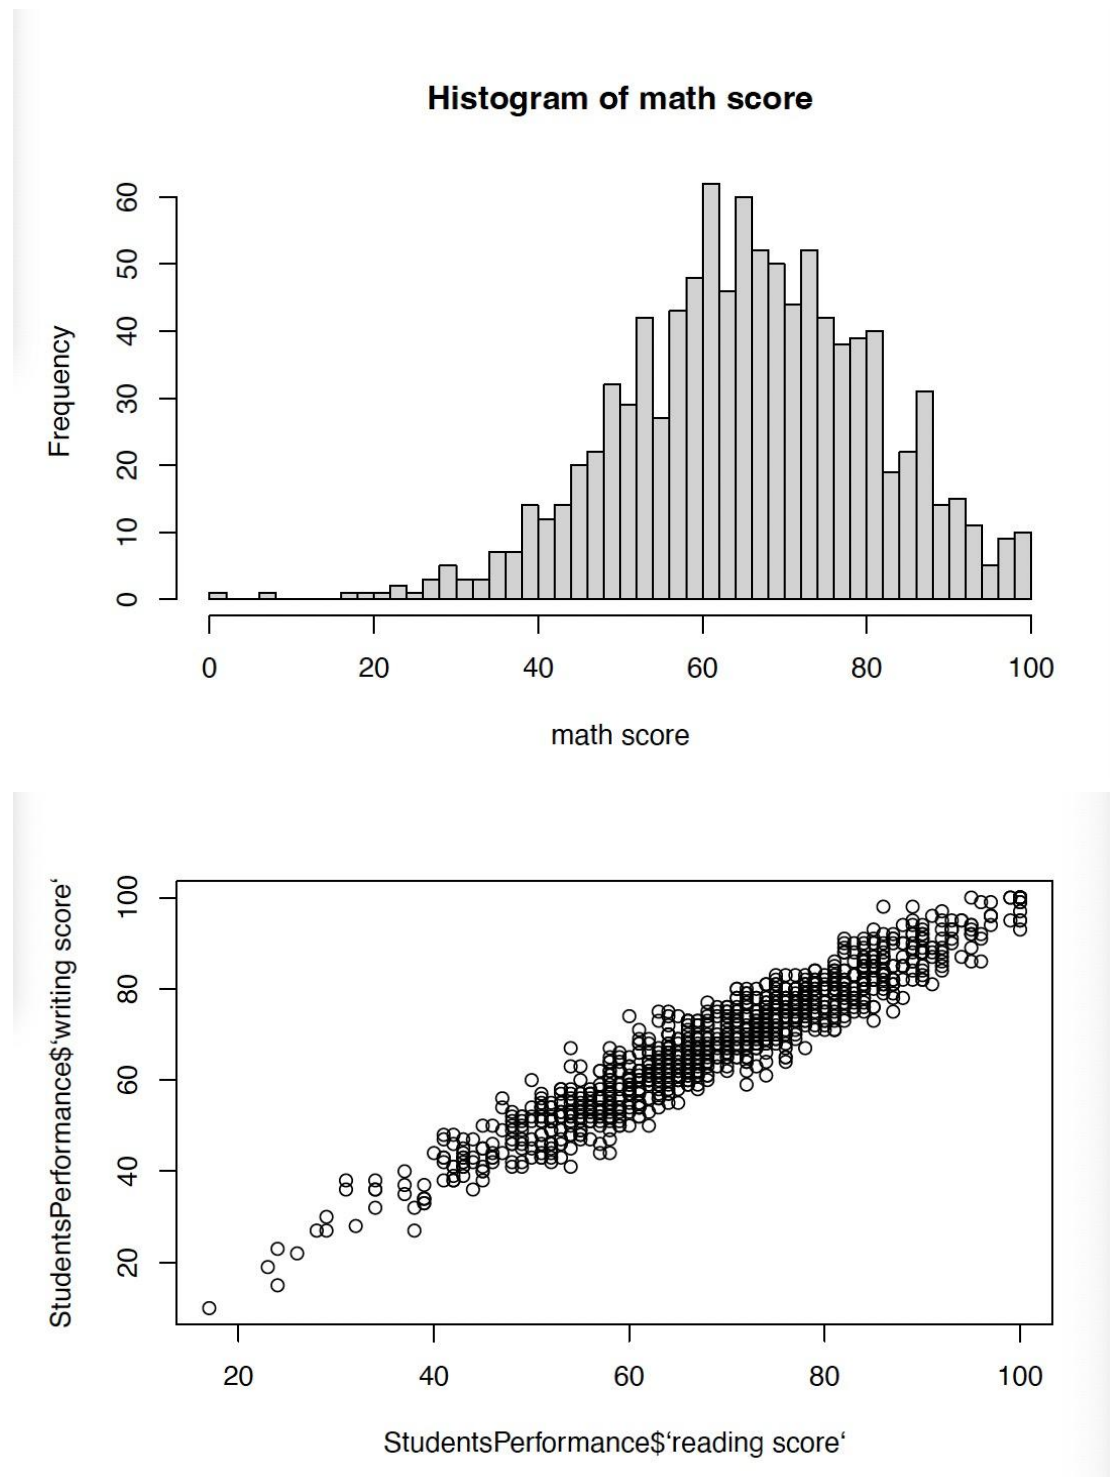 Histogram of math score
Frequency
0 10 20 30 40 50 60
0 20 40 60 80 100
math score
StudentsPerformance$‘writing score‘
20 40 60 80 100
20 40 60 80 100
StudentsPerformance$‘reading score‘